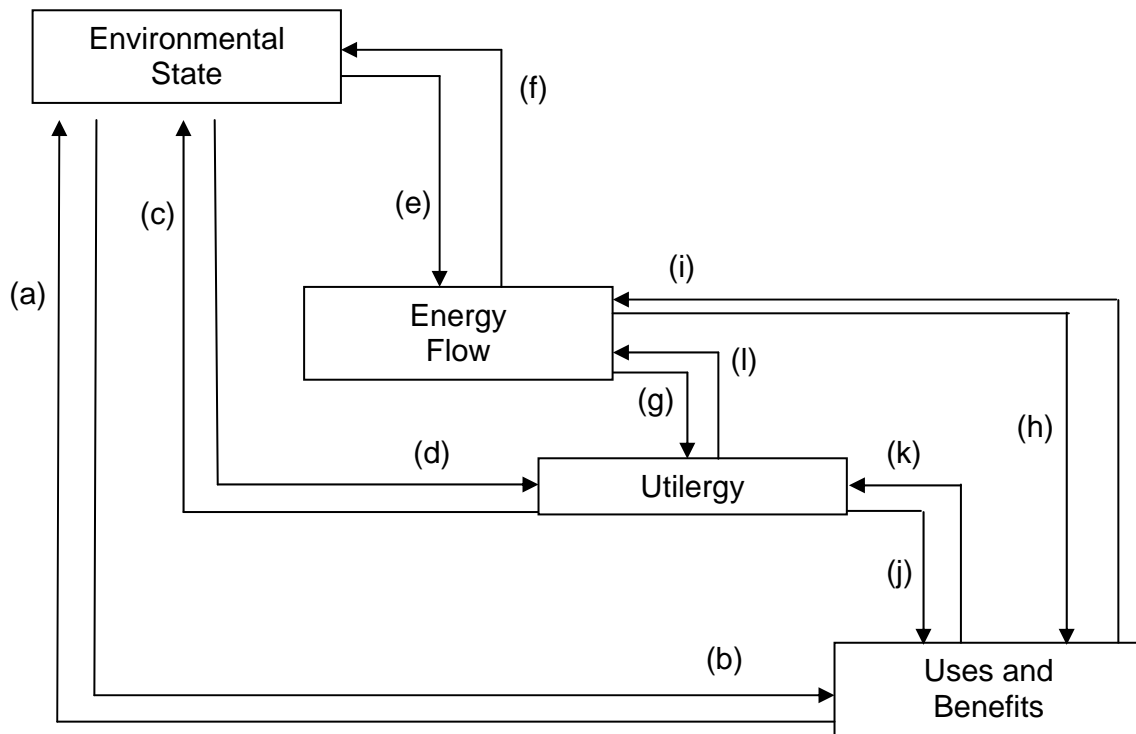 Environmental
State
(f)
(e)
(c)
(a)
(i)
Energy
Flow
(l)
(g)
(h)
(d)
(k)
Utilergy
(j)
(b)
Uses and
Benefits